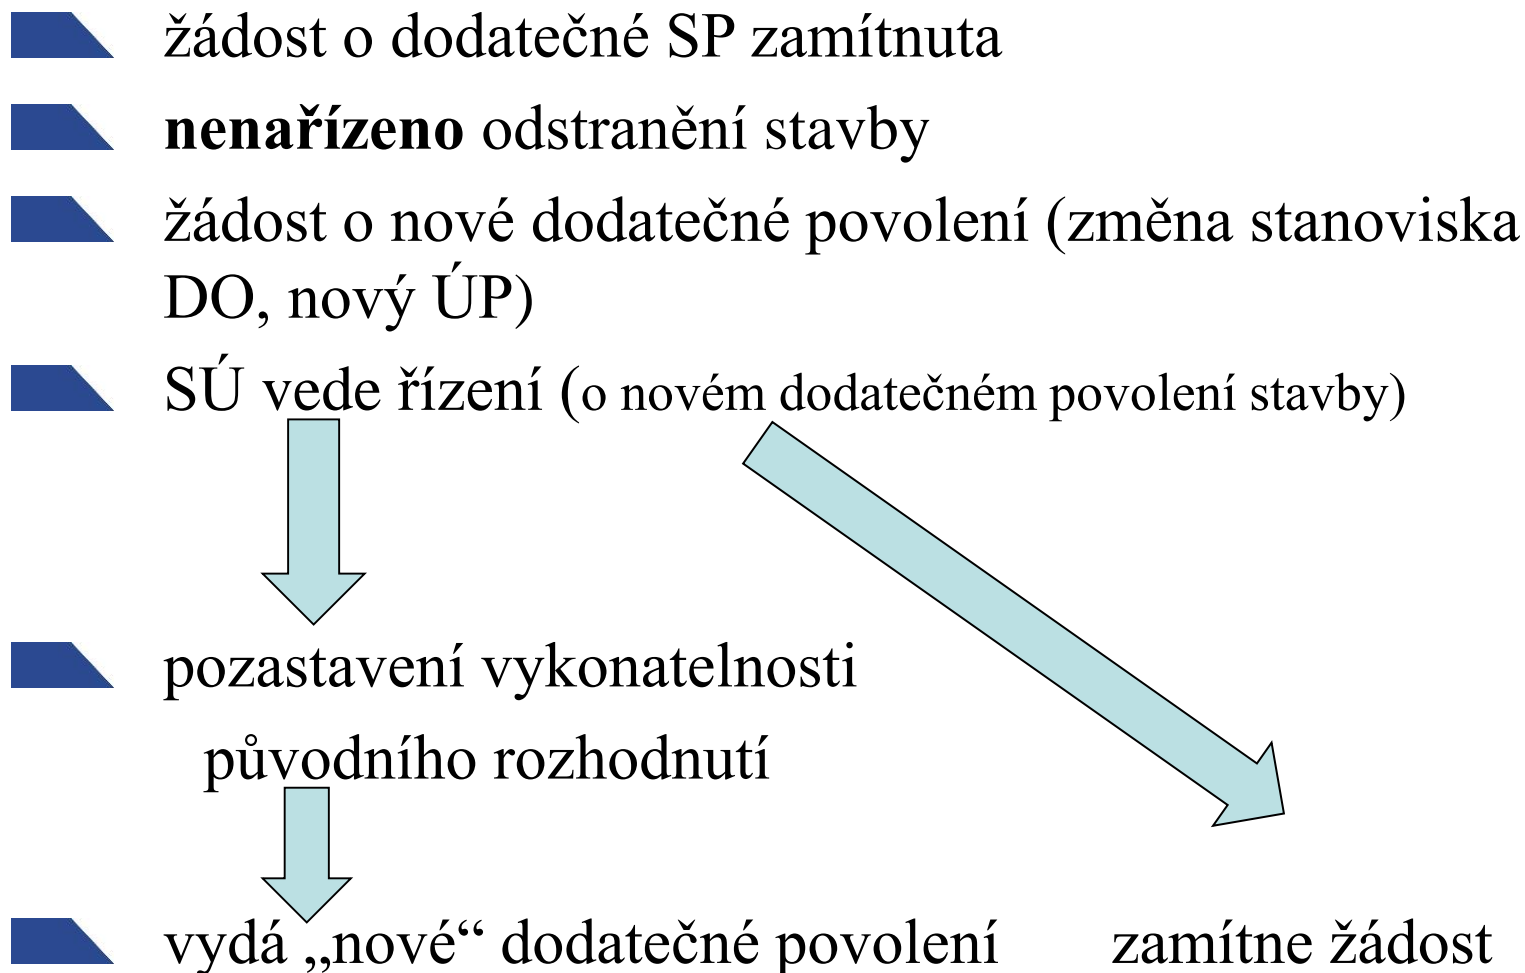 žádost o dodatečné SP zamítnuta
nenařízeno odstranění stavby
žádost o nové dodatečné povolení (změna stanoviska
DO, nový ÚP)
SÚ vede řízení (o novém dodatečném povolení stavby)
pozastavení vykonatelnosti
původního rozhodnutí
vydá „nové“ dodatečné povolení zamítne žádost